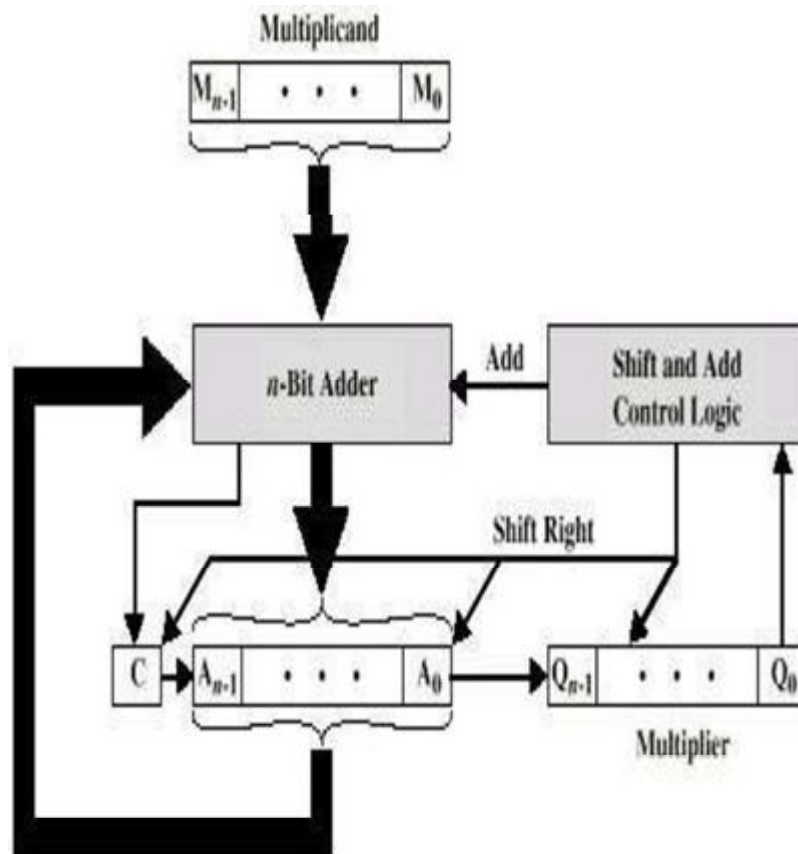 Multiplicand
Mn-1 • • • M0
n-Bit Adder
Add
Shift and Add
Control Logic
Shift Right
C
An-1 • • • A0
Qn-1 • • • Q0
Multiplier